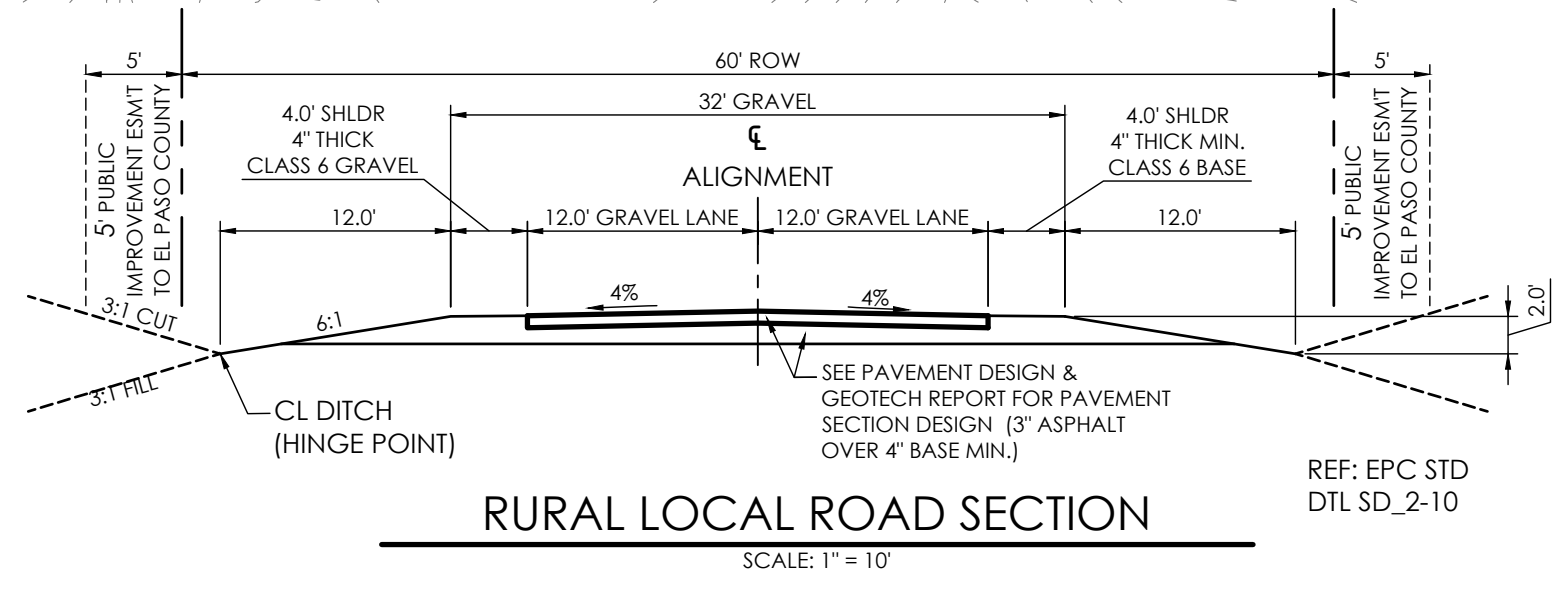 5'
60' ROW
5'
32' GRAVEL
4.0' SHLDR
4" THICK
CLASS 6 GRAVEL
℄
ALIGNMENT
4.0' SHLDR
4" THICK MIN.
CLASS 6 BASE
5' PUBLIC
IMPROVEMENT ESM'T
TO EL PASO COUNTY
5' PUBLIC
IMPROVEMENT ESM'T
TO EL PASO COUNTY
12.0'
12.0' GRAVEL LANE
12.0' GRAVEL LANE
12.0'
3:1 CUT
6:1
4%
4%
2.0'
3:1 FILL
CL DITCH
(HINGE POINT)
SEE PAVEMENT DESIGN &
GEOTECH REPORT FOR PAVEMENT
SECTION DESIGN (3" ASPHALT
OVER 4" BASE MIN.)
REF: EPC STD
DTL SD_2-10
RURAL LOCAL ROAD SECTION
SCALE: 1" = 10'